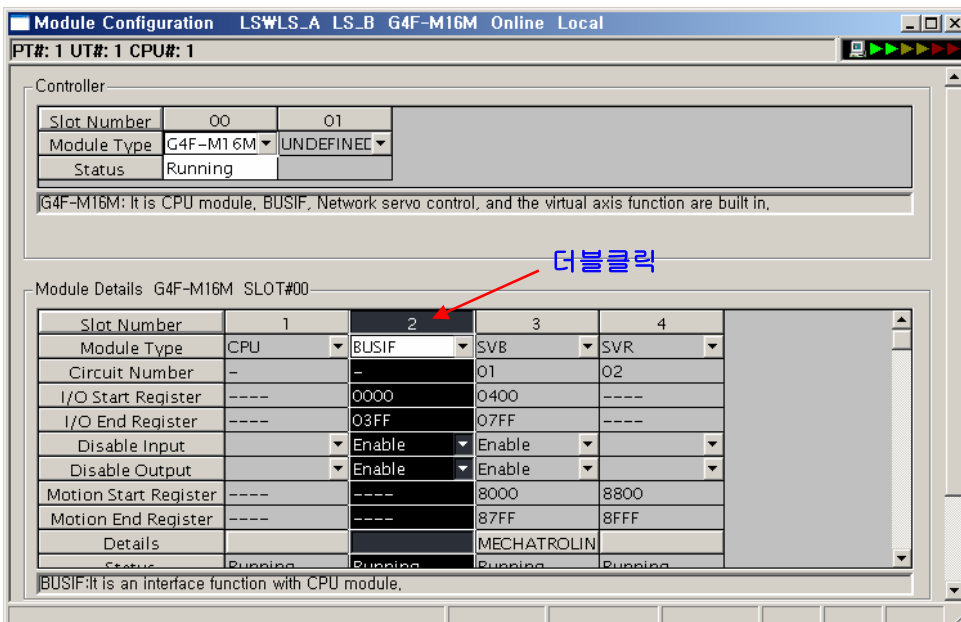 Module Configuration LS₩LS_A LS_B G4F-M16M Online Local
PT#: 1 UT#: 1 CPU#: 1
Controller
Slot Number 00 01
Module Type G4F-M16M UNDEFINED
Status Running
G4F-M16M: It is CPU module, BUSIF, Network servo control, and the virtual axis function are built in,
더블클릭
Module Details G4F-M16M SLOT#00
Slot Number 1 2 3 4
Module Type CPU BUSIF SVB SVR
Circuit Number - - 01 02
I/O Start Register ---- 0000 0400 ----
I/O End Register ---- 03FF 07FF ----
Disable Input Enable Enable
Disable Output Enable Enable
Motion Start Register ---- ---- 8000 8800
Motion End Register ---- ---- 87FF 8FFF
Details MECHATROLIN
Status Running Running Running Running
BUSIF:It is an interface function with CPU module,